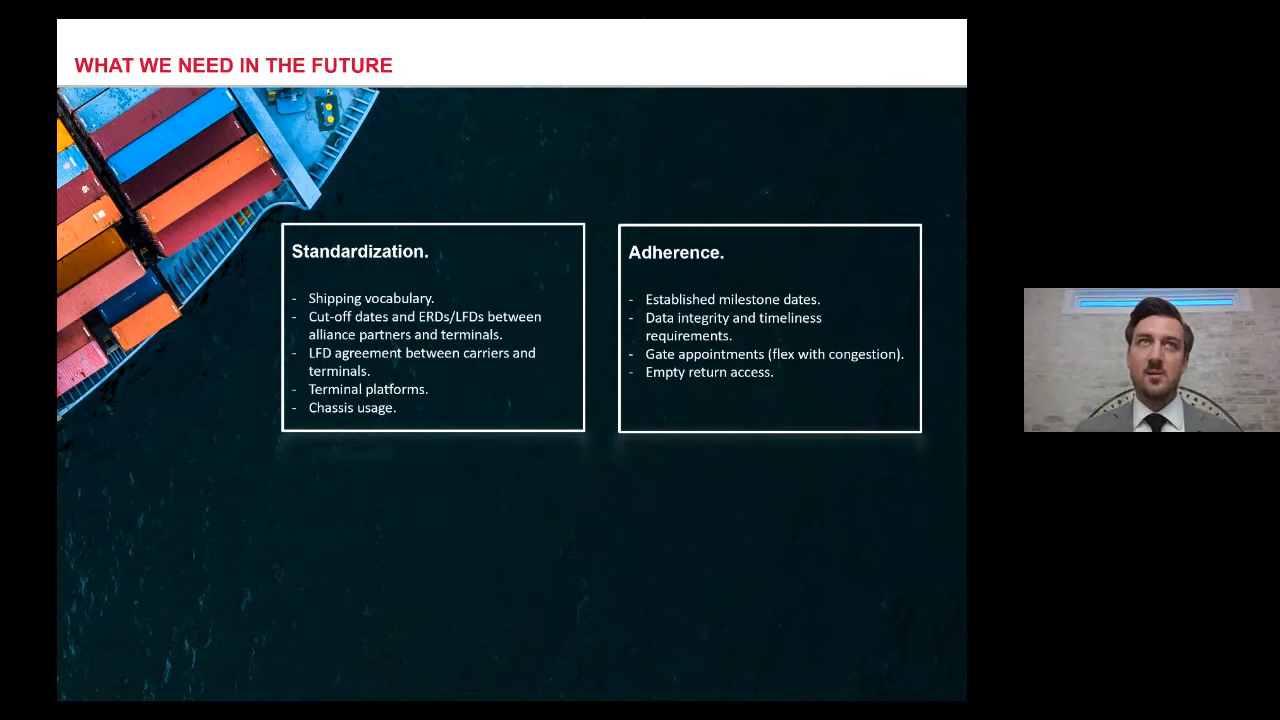 WHAT WE NEED IN THE FUTURE
Standardization.
- Shipping vocabulary.
- Cut-off dates and ERDs/LFDs between
alliance partners and terminals.
- LFD agreement between carriers and
terminals.
- Terminal platforms.
- Chassis usage.
Adherence.
- Established milestone dates.
- Data integrity and timeliness
requirements.
- Gate appointments (flex with congestion).
- Empty return access.